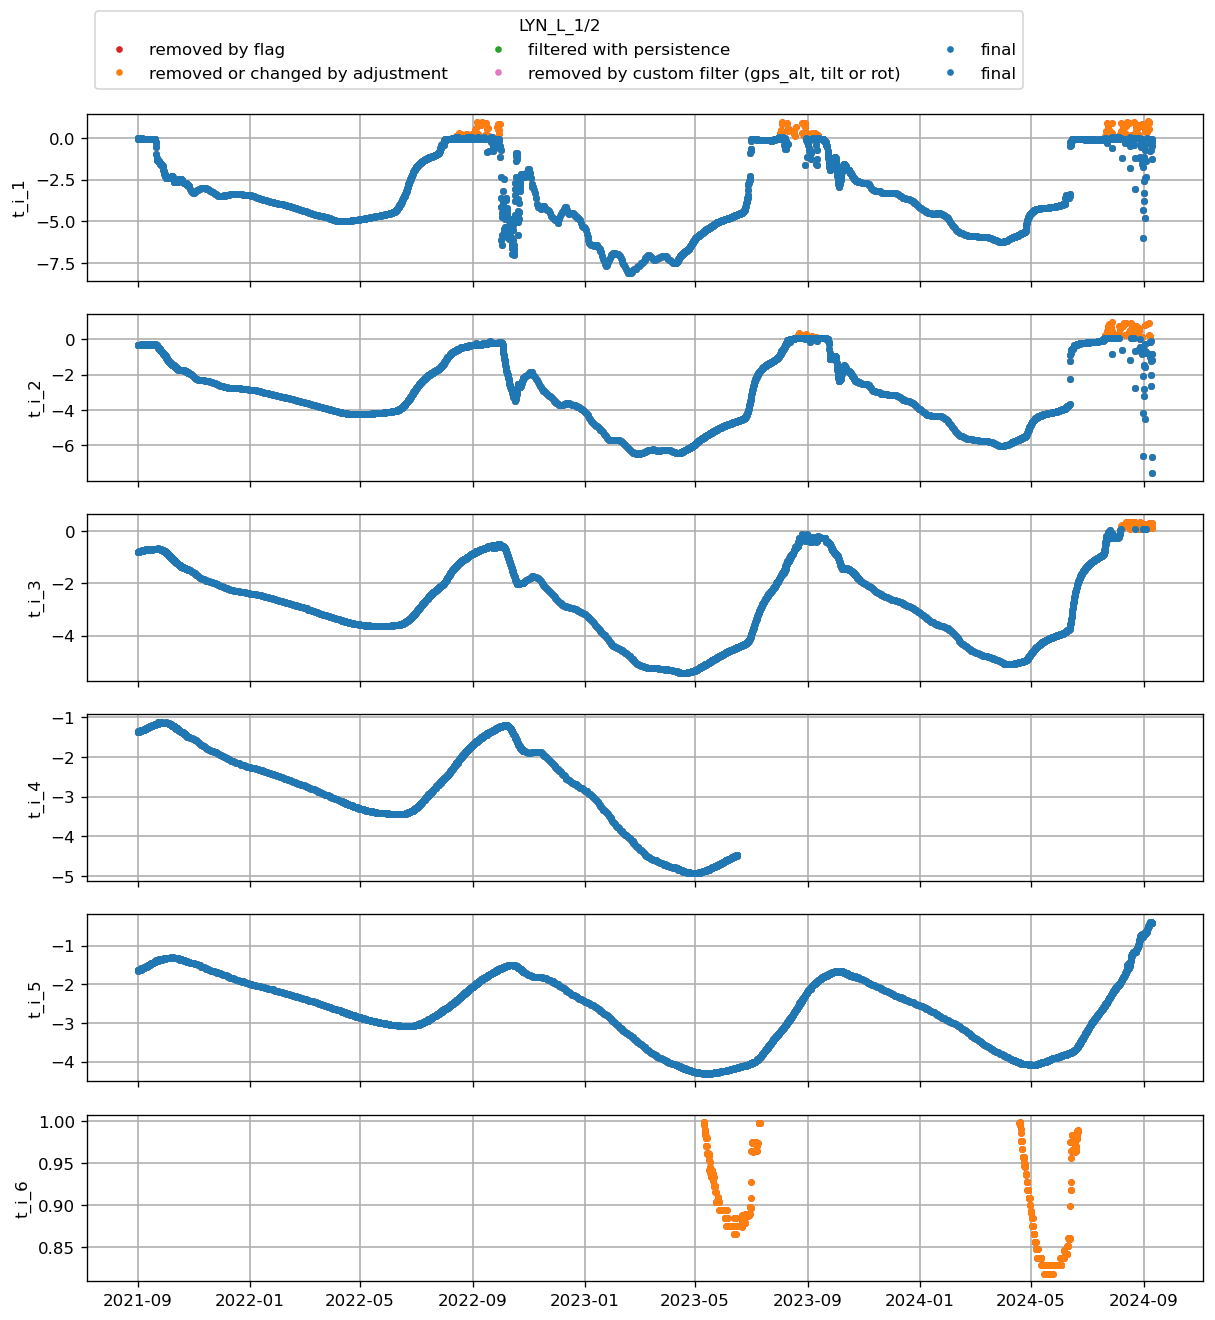 LYN_L_1/2
removed by flag
filtered with persistence
final
removed or changed by adjustment
removed by custom filter (gps_alt, tilt or rot)
final
0.0
−2.5
−5.0
−7.5
t_i_1
0
−2
−4
−6
t_i_2
0
−2
−4
t_i_3
−1
−2
−3
−4
−5
t_i_4
−1
−2
−3
−4
t_i_5
1.00
0.95
0.90
0.85
t_i_6
2021-09 2022-01 2022-05 2022-09 2023-01 2023-05 2023-09 2024-01 2024-05 2024-09